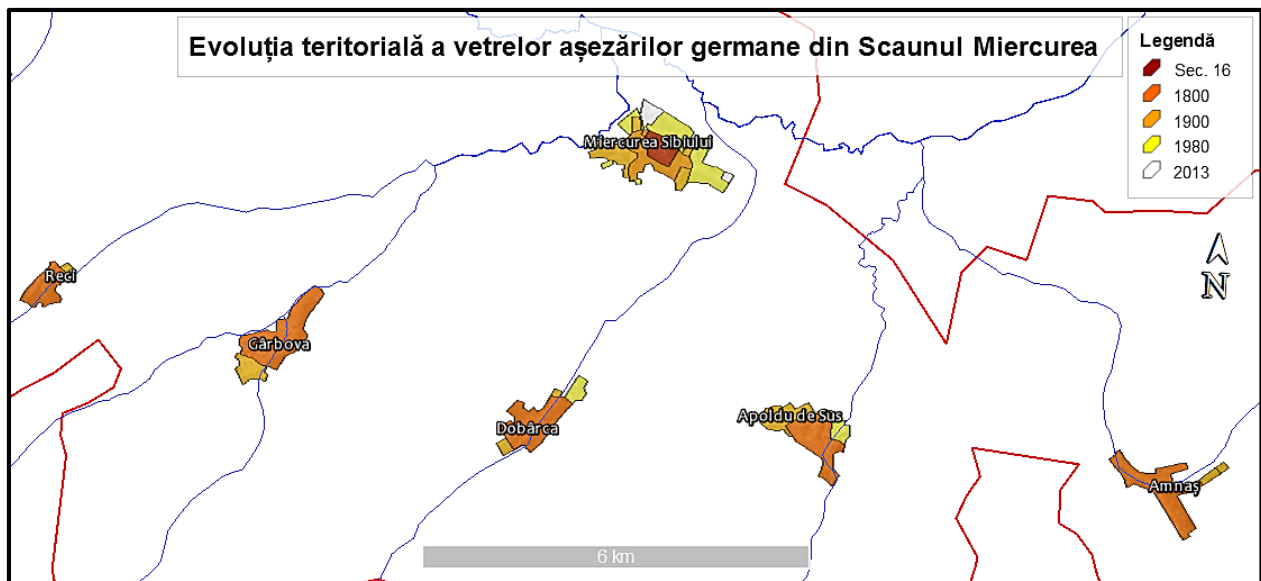 Evoluția teritorială a vetrelor așezărilor germane din Scaunul Miercurea
Legendă
Sec. 16
1800
1900
1980
2013
Miercurea Sibiului
Reci
Gârbova
Dobârca
Apoldu de Sus
Amnaș
N
6 km